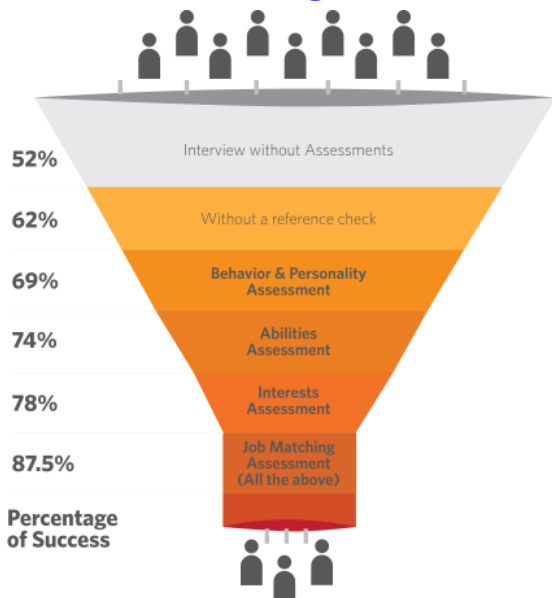 52%
Interview without Assessments
62%
Without a reference check
69%
Behavior & Personality
Assessment
74%
Abilities
Assessment
78%
Interests
Assessment
87.5%
Job Matching
Assessment
(All the above)
Percentage
of Success